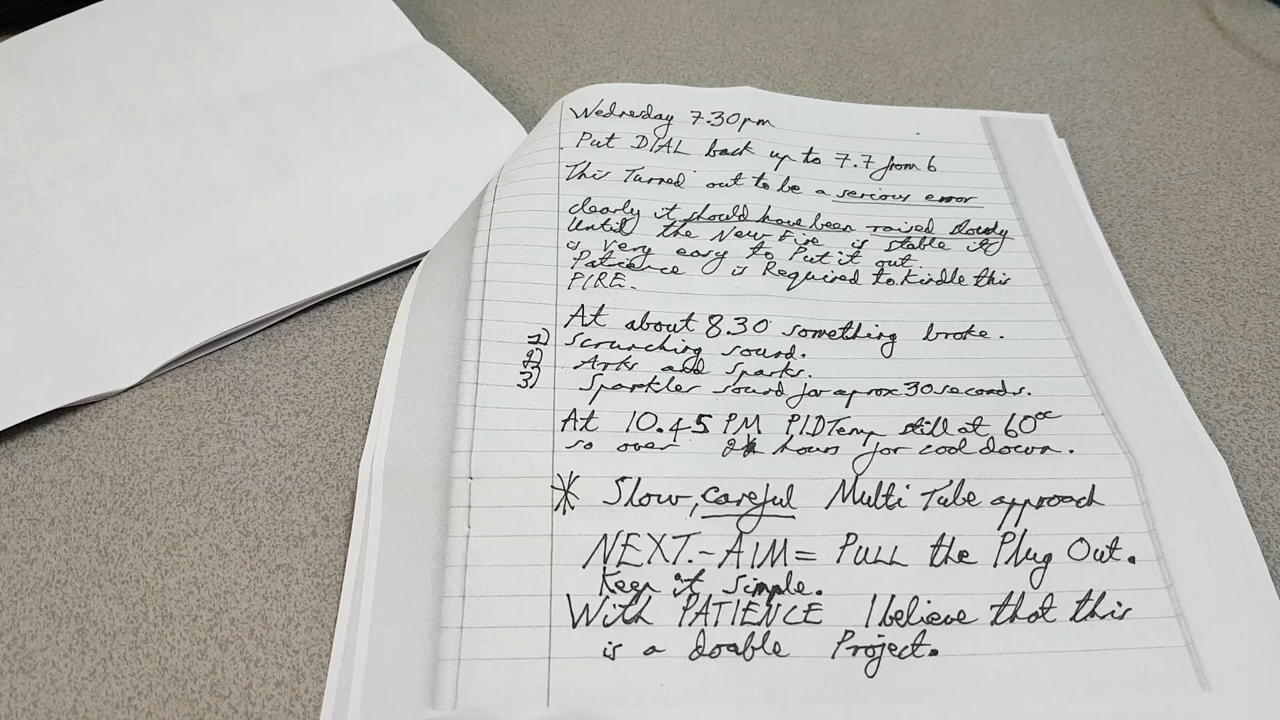 Wednesday 7.30pm
Put DIAL back up to 7.7 from 6
This Turned out to be a serious error
clearly it should have been raised slowly
Until the New Fire is stable it
is very easy to Put it out.
Patience is Required to Kindle this
FIRE.
At about 8.30 something broke.
1) Scrunching sound.
2) Arks and Sparks.
3) Sparkler sound for aprox 30 seconds.
At 10.45 PM PID Temp still at 60°c
so over 2 hours for cool down.
* Slow, careful Multi Tube approach
NEXT.- AIM = PULL the Plug Out.
Keep it simple.
With PATIENCE I believe that this
is a doable Project.